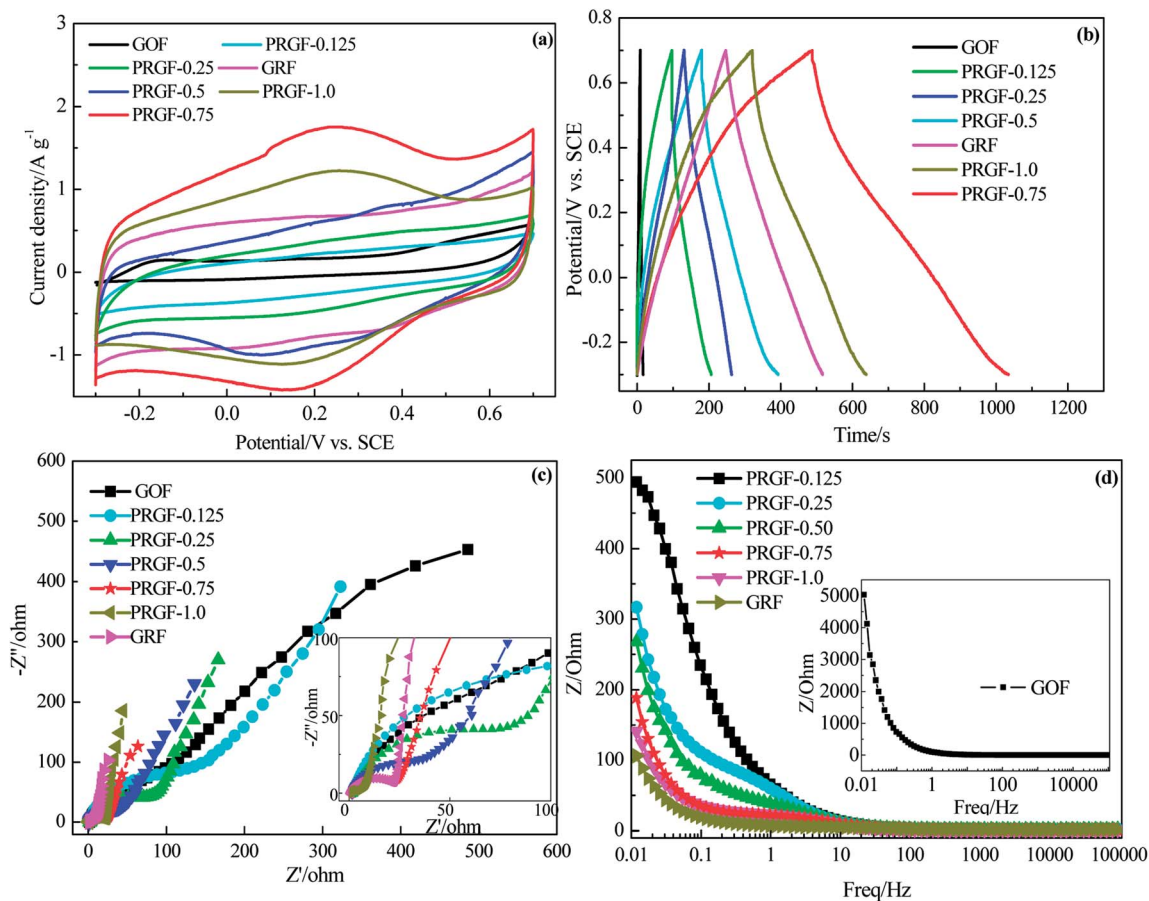 (a)
GOF PRGF-0.125
PRGF-0.25 GRF
PRGF-0.5 PRGF-1.0
PRGF-0.75
3
2
1
0
-1
Current density/A g⁻¹
-0.2 0.0 0.2 0.4 0.6
Potential/V vs. SCE
(b)
GOF
PRGF-0.125
PRGF-0.25
PRGF-0.5
GRF
PRGF-1.0
PRGF-0.75
0.8
0.6
0.4
0.2
0.0
-0.2
Potential/V vs. SCE
0 200 400 600 800 1000 1200
Time/s
(c)
GOF
PRGF-0.125
PRGF-0.25
PRGF-0.5
PRGF-0.75
PRGF-1.0
GRF
600
500
400
300
200
100
0
-Z''/ohm
0 100 200 300 400 500 600
Z'/ohm
100
50
0
-Z''/ohm
50 100
Z'/ohm
(d)
PRGF-0.125
PRGF-0.25
PRGF-0.50
PRGF-0.75
PRGF-1.0
GRF
500
400
300
200
100
0
Z/Ohm
0.01 0.1 1 10 100 1000 10000 100000
Freq/Hz
5000
4000
3000
2000
1000
0
Z/Ohm
GOF
0.01 1 100 10000
Freq/Hz